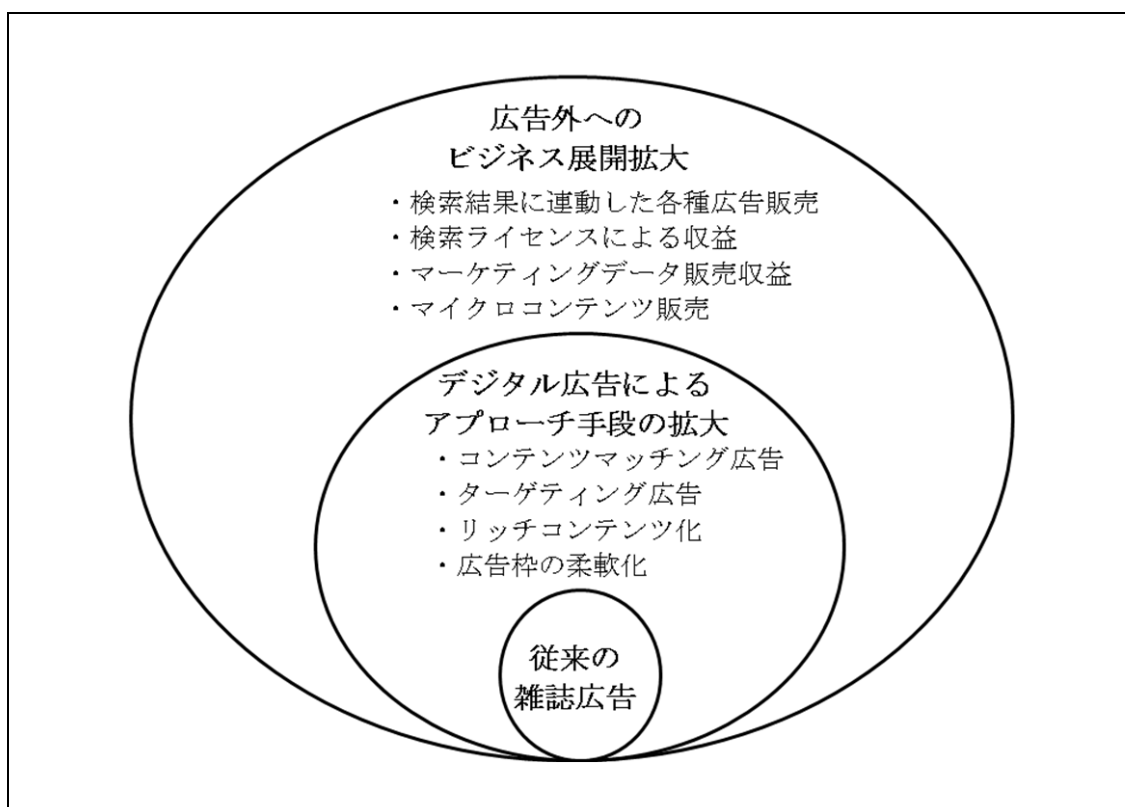 広告外への
ビジネス展開拡大
・検索結果に連動した各種広告販売
・検索ライセンスによる収益
・マーケティングデータ販売収益
・マイクロコンテンツ販売
デジタル広告による
アプローチ手段の拡大
・コンテンツマッチング広告
・ターゲティング広告
・リッチコンテンツ化
・広告枠の柔軟化
従来の
雑誌広告